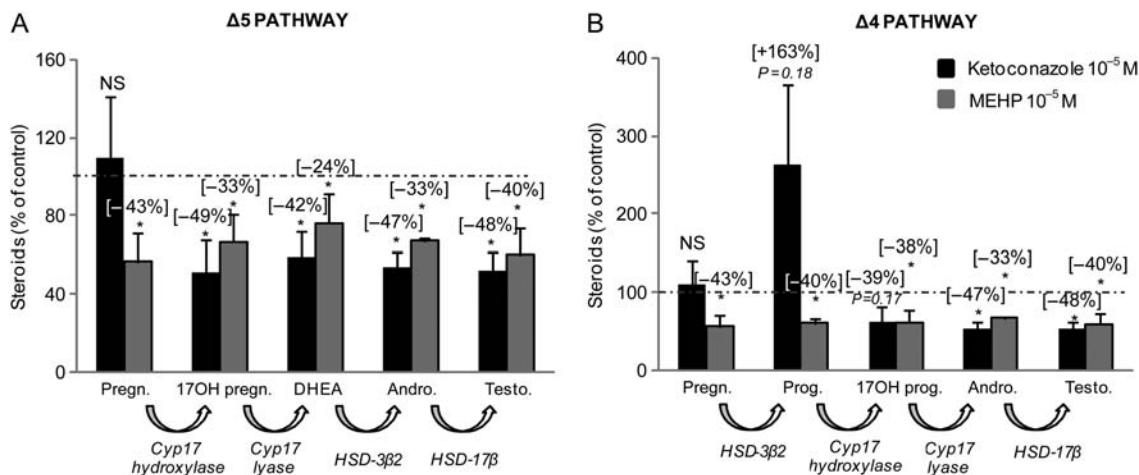 A
Δ5 PATHWAY
Steroids (% of control)
160
120
80
40
0
NS
[–43%]
*
[–49%]
*
[–33%]
*
[–42%]
*
[–24%]
*
[–47%]
*
[–33%]
*
[–48%]
*
[–40%]
*
Pregn. 17OH pregn. DHEA Andro. Testo.
Cyp17 hydroxylase
Cyp17 lyase
HSD-3β2
HSD-17β
B
Δ4 PATHWAY
Steroids (% of control)
400
300
200
100
0
Ketoconazole 10⁻⁵ M
MEHP 10⁻⁵ M
NS
[–43%]
*
[+163%]
P=0.18
[–40%]
*
[–39%]
P=0.17
[–38%]
*
[–47%]
*
[–33%]
*
[–48%]
*
[–40%]
*
Pregn. Prog. 17OH prog. Andro. Testo.
HSD-3β2
Cyp17
hydroxylase
Cyp17
lyase
HSD-17β